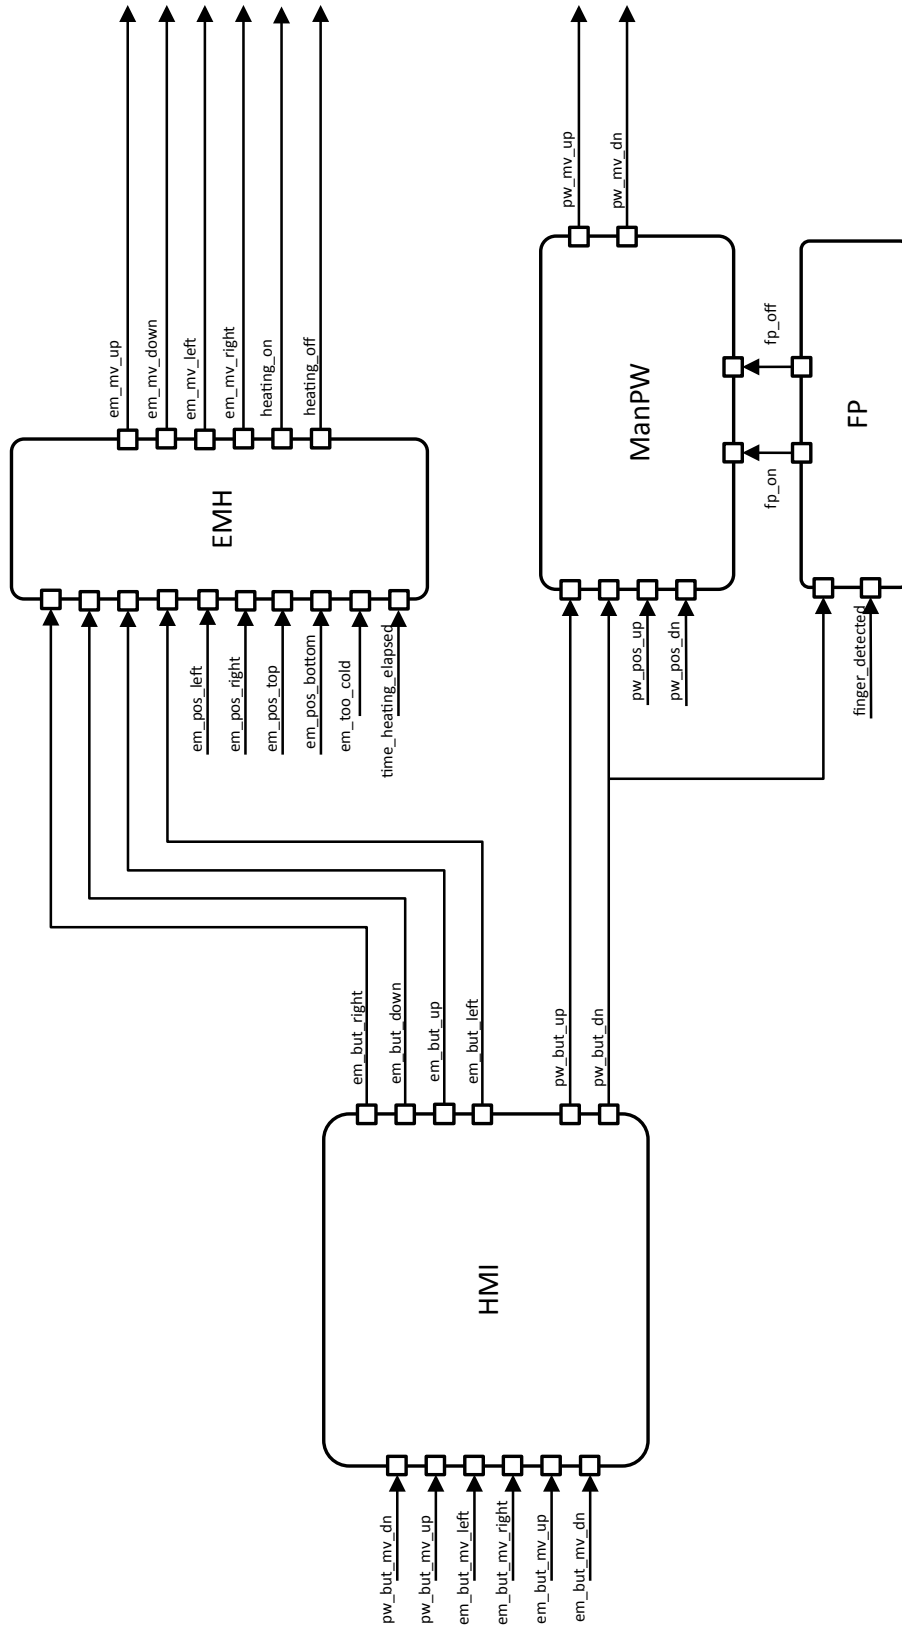 pw_but_mv_dn
pw_but_mv_up
em_but_mv_left
em_but_mv_right
em_but_mv_up
em_but_mv_dn
HMI
em_but_right
em_but_down
em_but_up
em_but_left
pw_but_up
pw_but_dn
em_pos_left
em_pos_right
em_pos_top
em_pos_bottom
em_too_cold
time_heating_elapsed
EMH
em_mv_up
em_mv_down
em_mv_left
em_mv_right
heating_on
heating_off
pw_pos_up
pw_pos_dn
ManPW
pw_mv_up
pw_mv_dn
fp_on
fp_off
finger_detected
FP